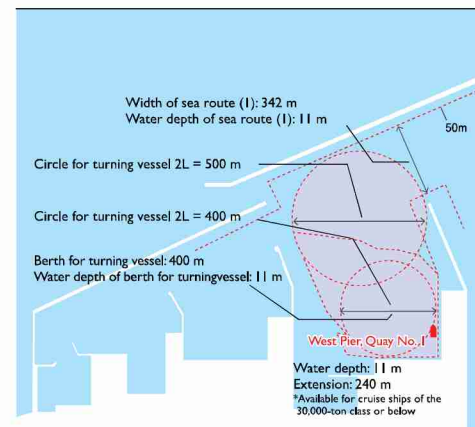 Width of sea route (1): 342 m
Water depth of sea route (1): 11 m
50m
Circle for turning vessel 2L = 500 m
Circle for turning vessel 2L = 400 m
Berth for turning vessel: 400 m
Water depth of berth for turningvessel: 11 m
West Pier, Quay No.1
Water depth: 11 m
Extension: 240 m
*Available for cruise ships of the
30,000-ton class or below